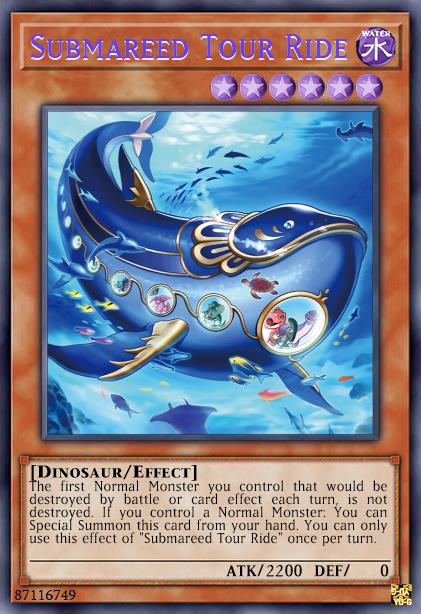 SUBMAREED TOUR RIDE
WATER
水
[DINOSAUR/EFFECT]
The first Normal Monster you control that would be
destroyed by battle or card effect each turn, is not
destroyed. If you control a Normal Monster: You can
Special Summon this card from your hand. You can only
use this effect of "Submareed Tour Ride" once per turn.
ATK/2200 DEF/ 0
87116749